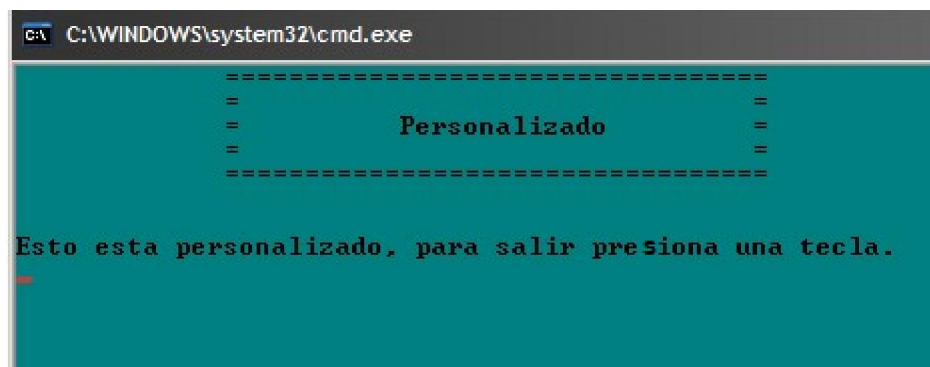 C:\WINDOWS\system32\cmd.exe
==================================
=                                =
=          Personalizado         =
=                                =
==================================
Esto esta personalizado, para salir presiona una tecla.